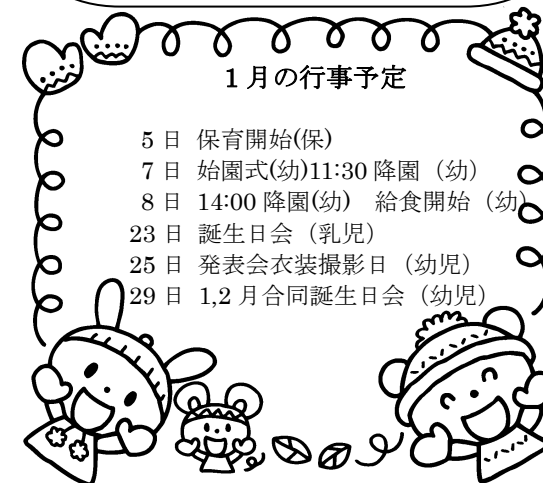 １月の行事予定
5日 保育開始(保)
7日 始園式(幼)11:30 降園（幼）
8日 14:00 降園(幼)　給食開始（幼）
23日 誕生日会（乳児）
25日 発表会衣装撮影日（幼児）
29日 1,2月合同誕生日会（幼児）